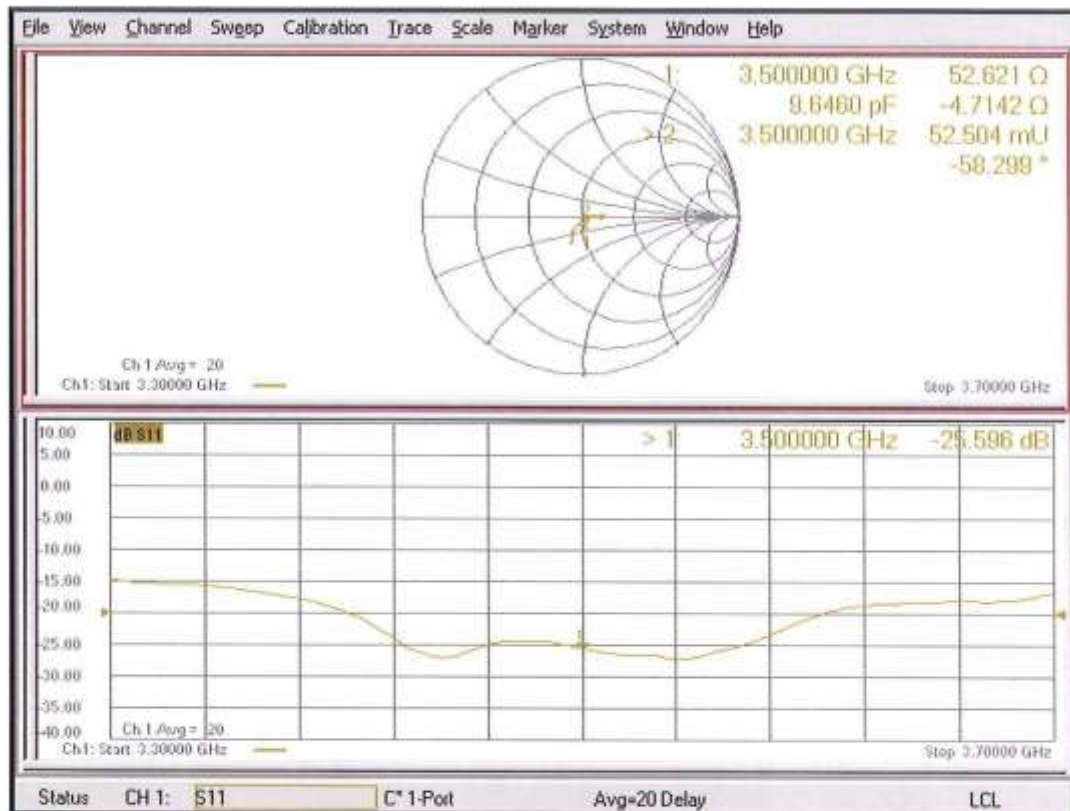 File View Channel Sweep Calibration Trace Scale Marker System Window Help
1: 3.500000 GHz 52.621 Ω
9.6460 pF -4.7142 Ω
> 2: 3.500000 GHz 52.504 mU
-58.299 °
Ch 1 Avg = 20
Ch1: Start 3.30000 GHz
Stop 3.70000 GHz
10.00
dB S11
> 1: 3.500000 GHz -25.596 dB
5.00
0.00
-5.00
-10.00
-15.00
-20.00
-25.00
1
-30.00
-35.00
-40.00
Ch 1 Avg = 20
Ch1: Start 3.30000 GHz
Stop 3.70000 GHz
Status CH 1: S11 C* 1-Port Avg=20 Delay LCL